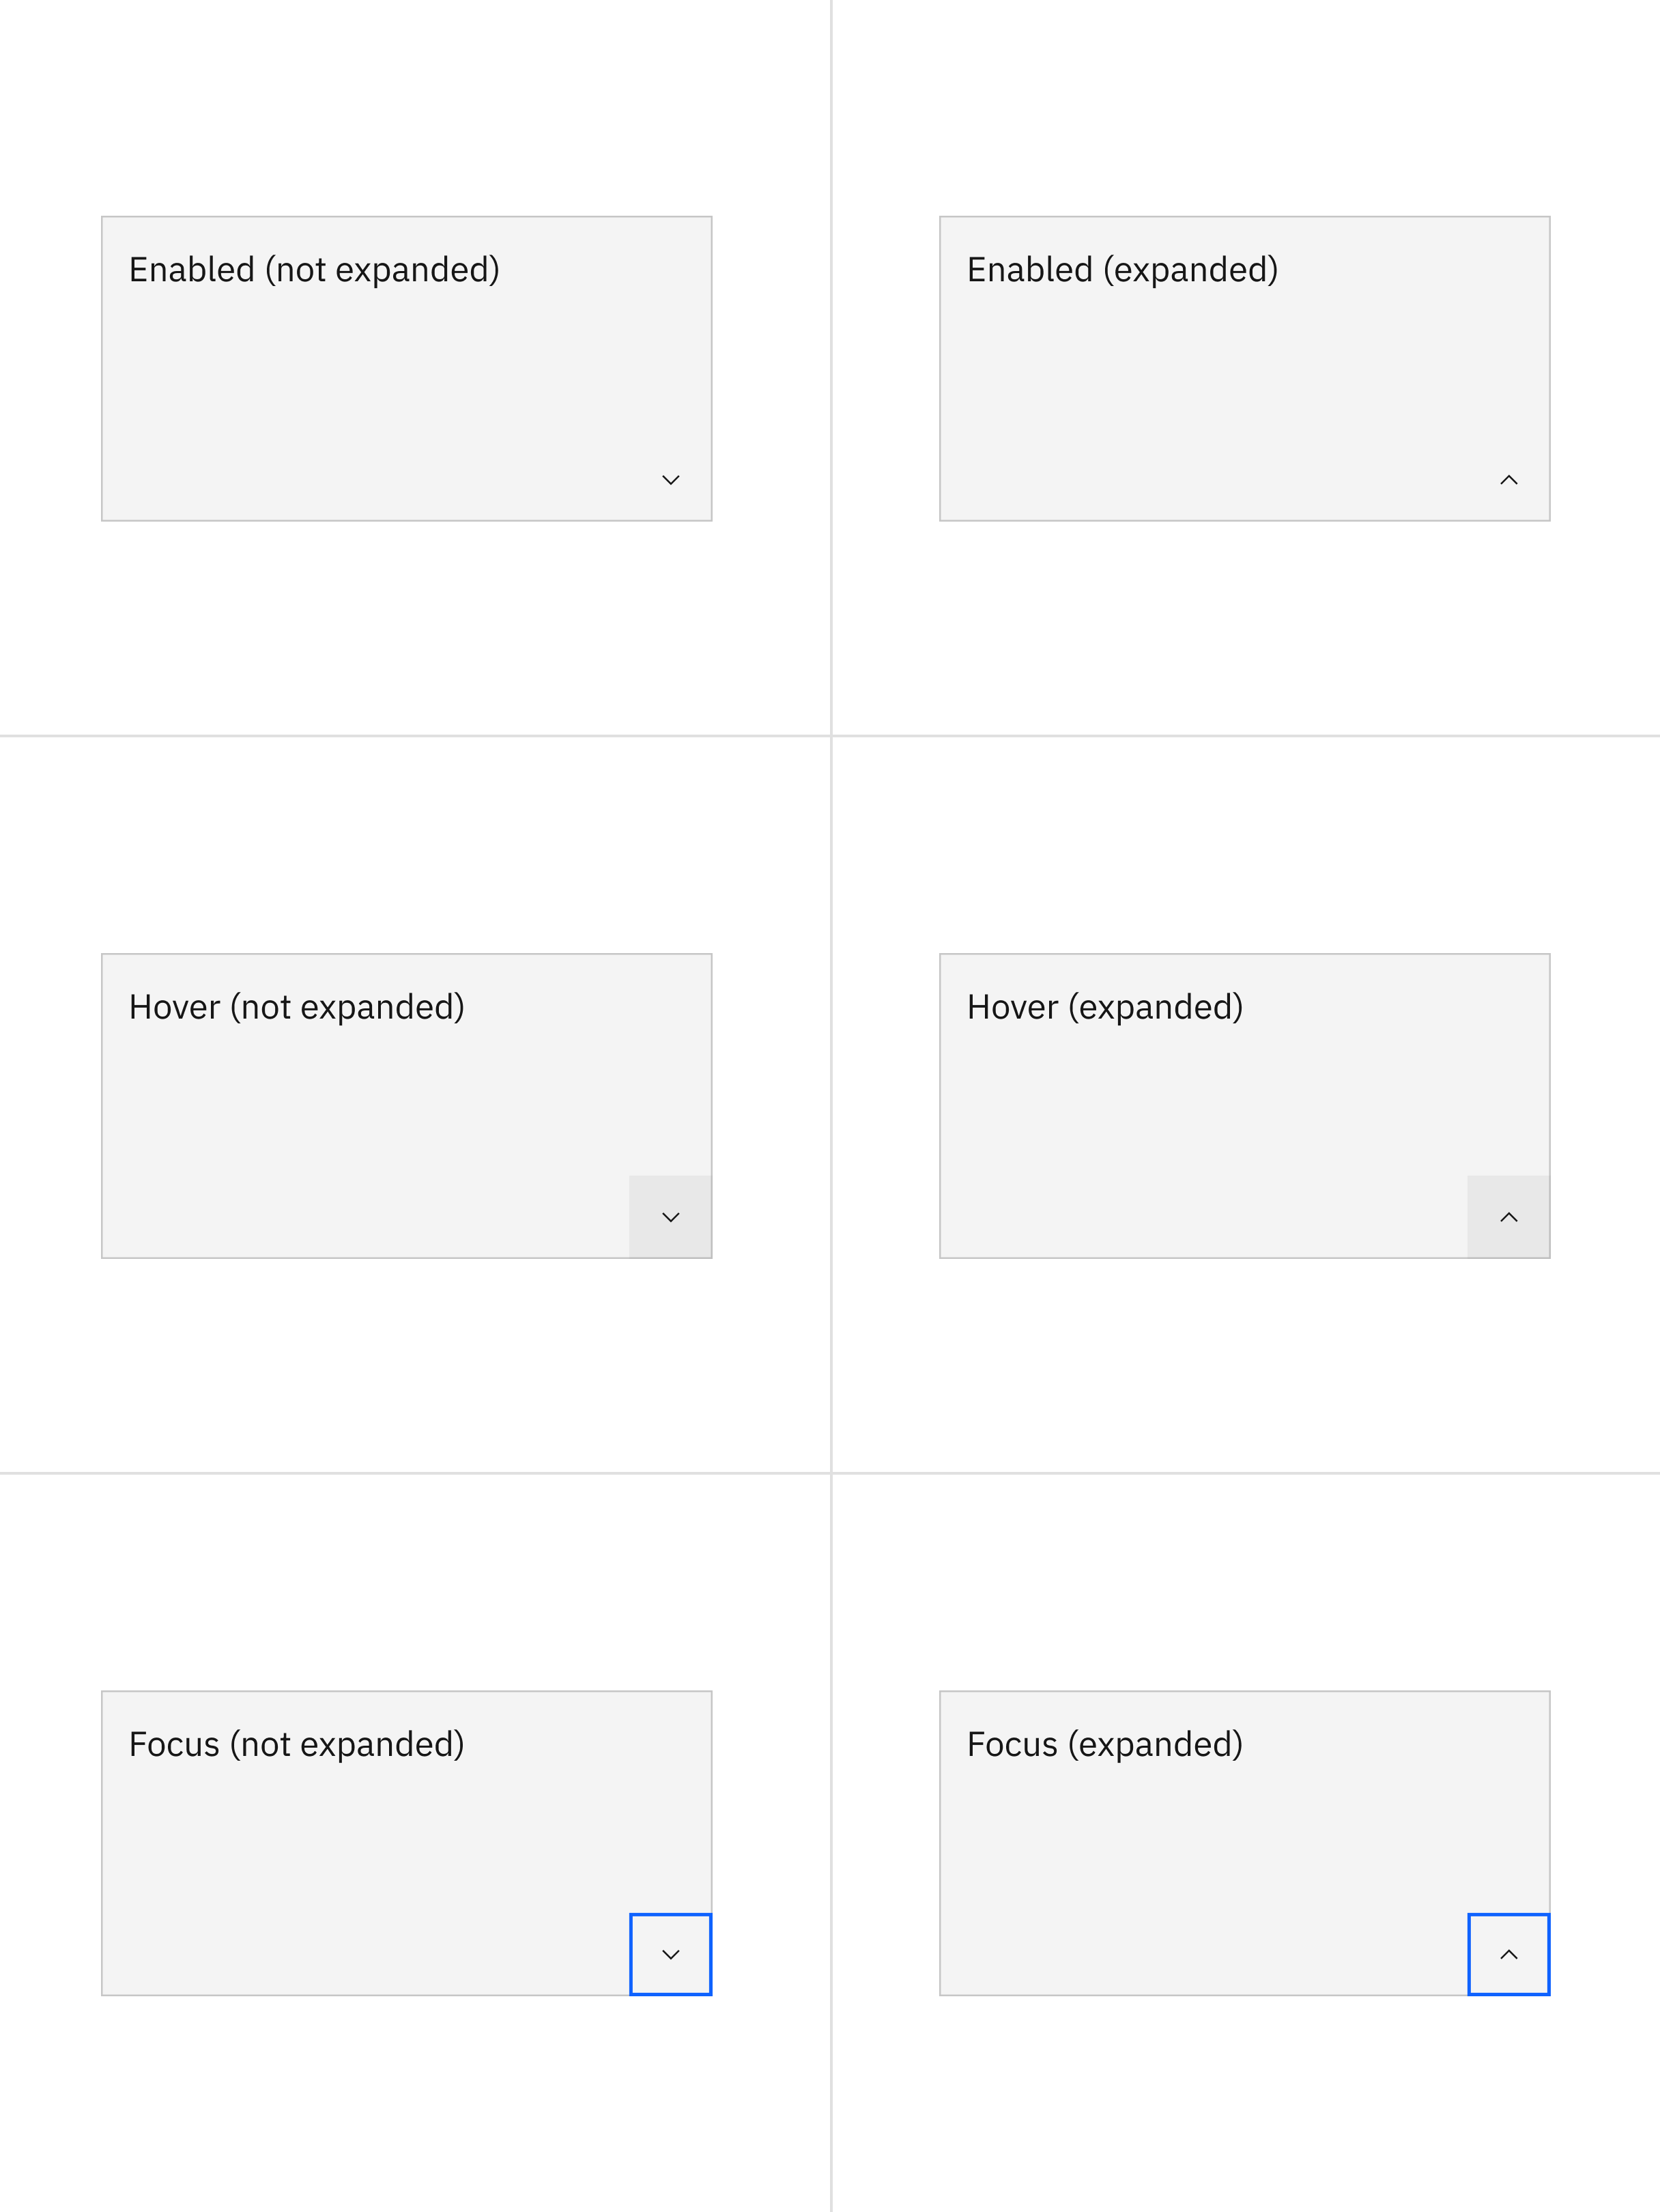 Enabled (not expanded)
Enabled (expanded)
Hover (not expanded)
Hover (expanded)
Focus (not expanded)
Focus (expanded)